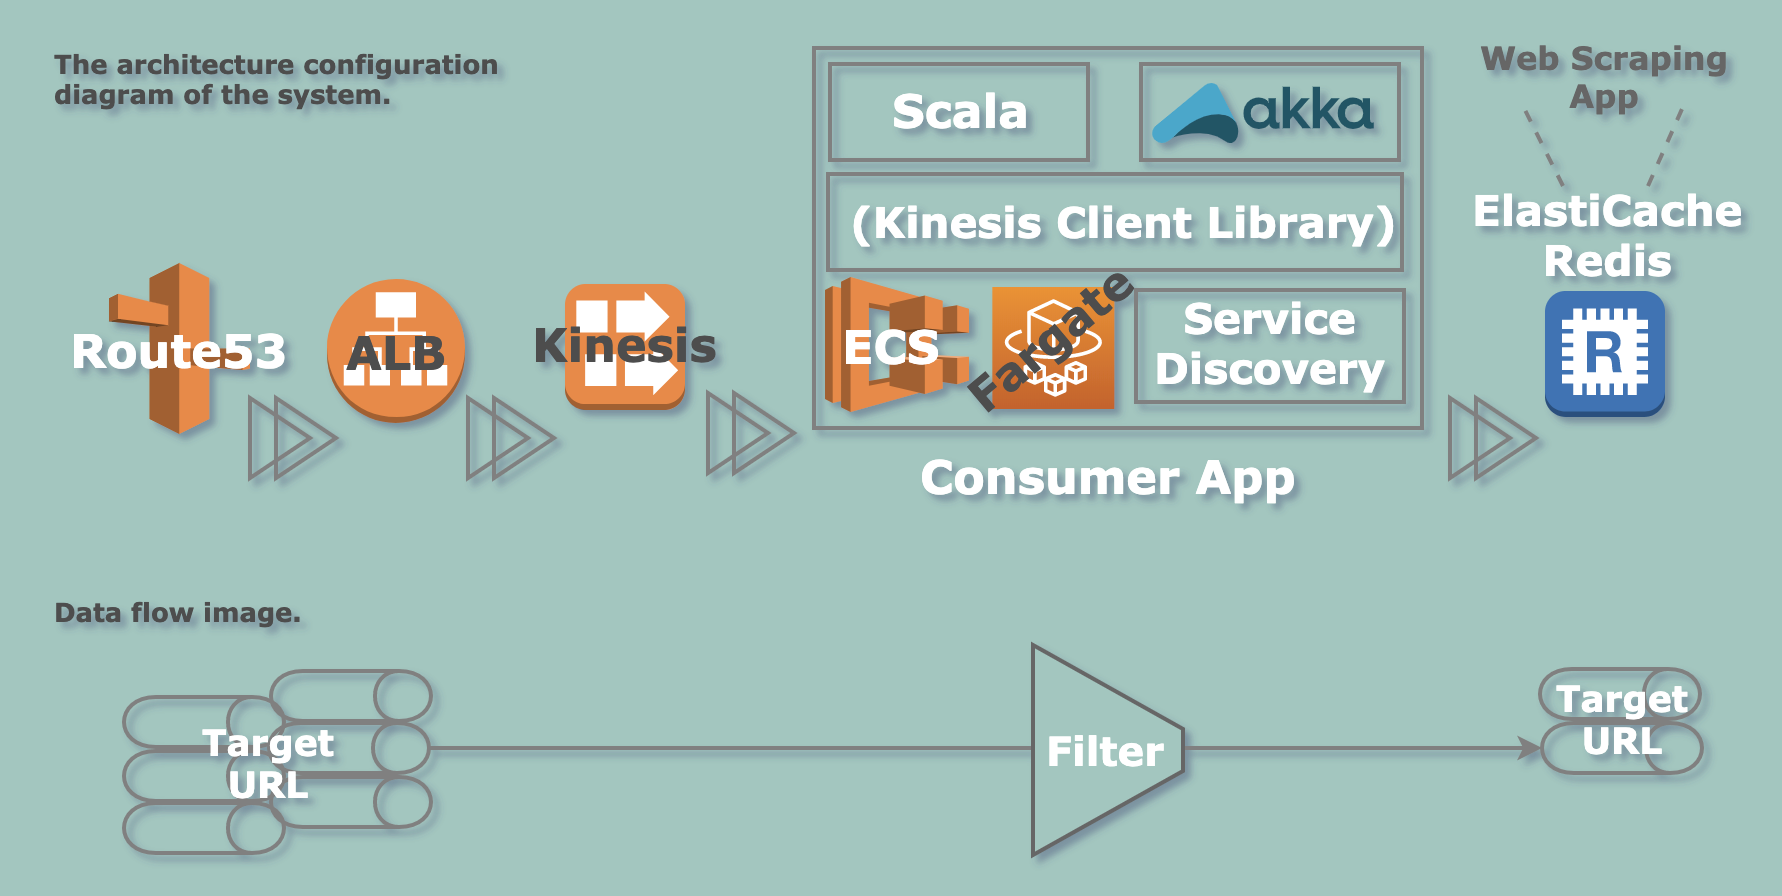 The architecture configuration
diagram of the system.
Route53
ALB
Kinesis
Scala
akka
(Kinesis Client Library)
ECS
Fargate
Service
Discovery
Consumer App
Web Scraping
App
ElastiCache
Redis
R
Data flow image.
Target
URL
Filter
Target
URL